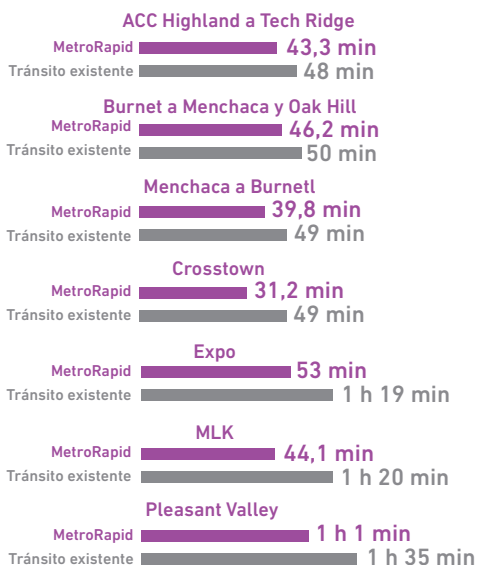 ACC Highland a Tech Ridge
MetroRapid 43,3 min
Tránsito existente 48 min
Burnet a Menchaca y Oak Hill
MetroRapid 46,2 min
Tránsito existente 50 min
Menchaca a Burnetl
MetroRapid 39,8 min
Tránsito existente 49 min
Crosstown
MetroRapid 31,2 min
Tránsito existente 49 min
Expo
MetroRapid 53 min
Tránsito existente 1 h 19 min
MLK
MetroRapid 44,1 min
Tránsito existente 1 h 20 min
Pleasant Valley
MetroRapid 1 h 1 min
Tránsito existente 1 h 35 min